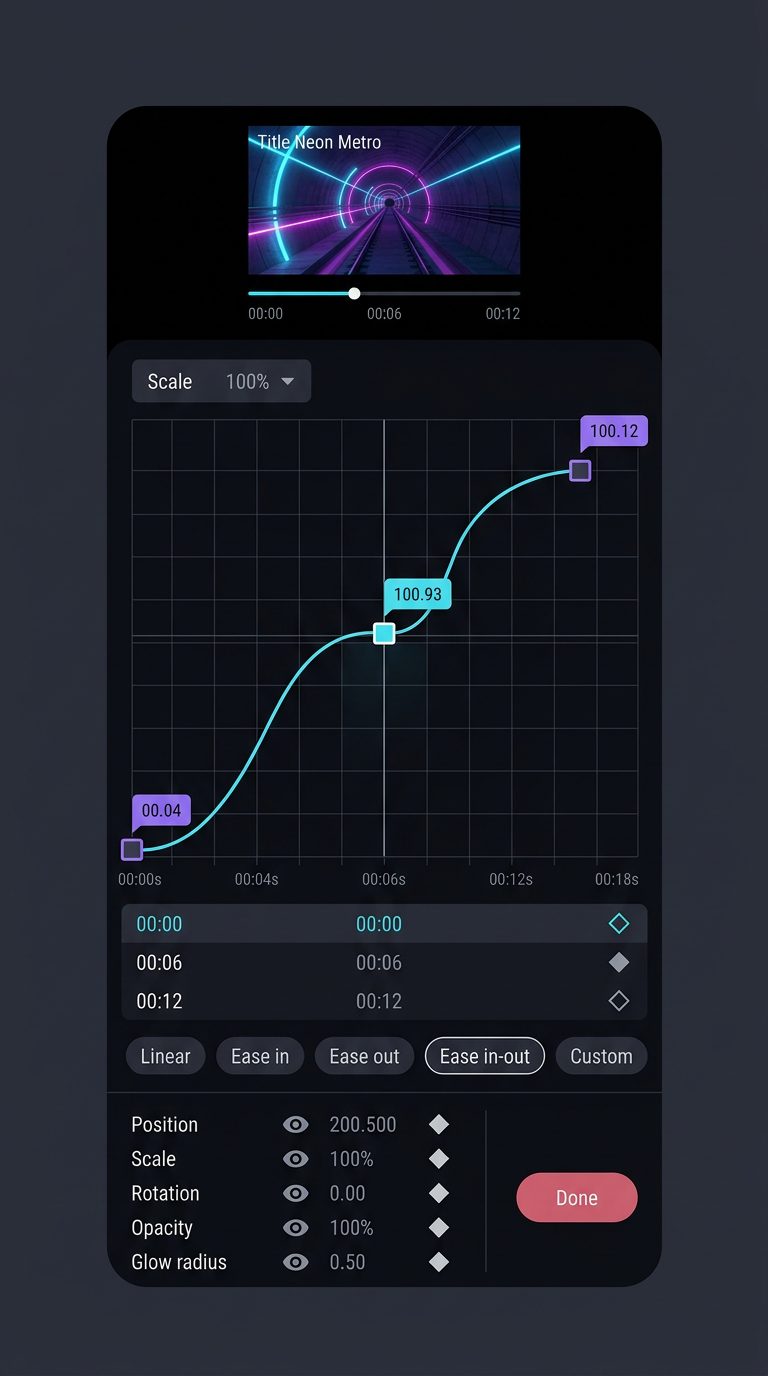 Title Neon Metro
00:00 00:06 00:12
Scale 100%
100.12
100.93
00.04
00:00s 00:04s 00:06s 00:12s 00:18s
00:00 00:00
00:06 00:06
00:12 00:12
Linear Ease in Ease out Ease in-out Custom
Position 200.500
Scale 100%
Rotation 0.00
Opacity 100%
Glow radius 0.50
Done